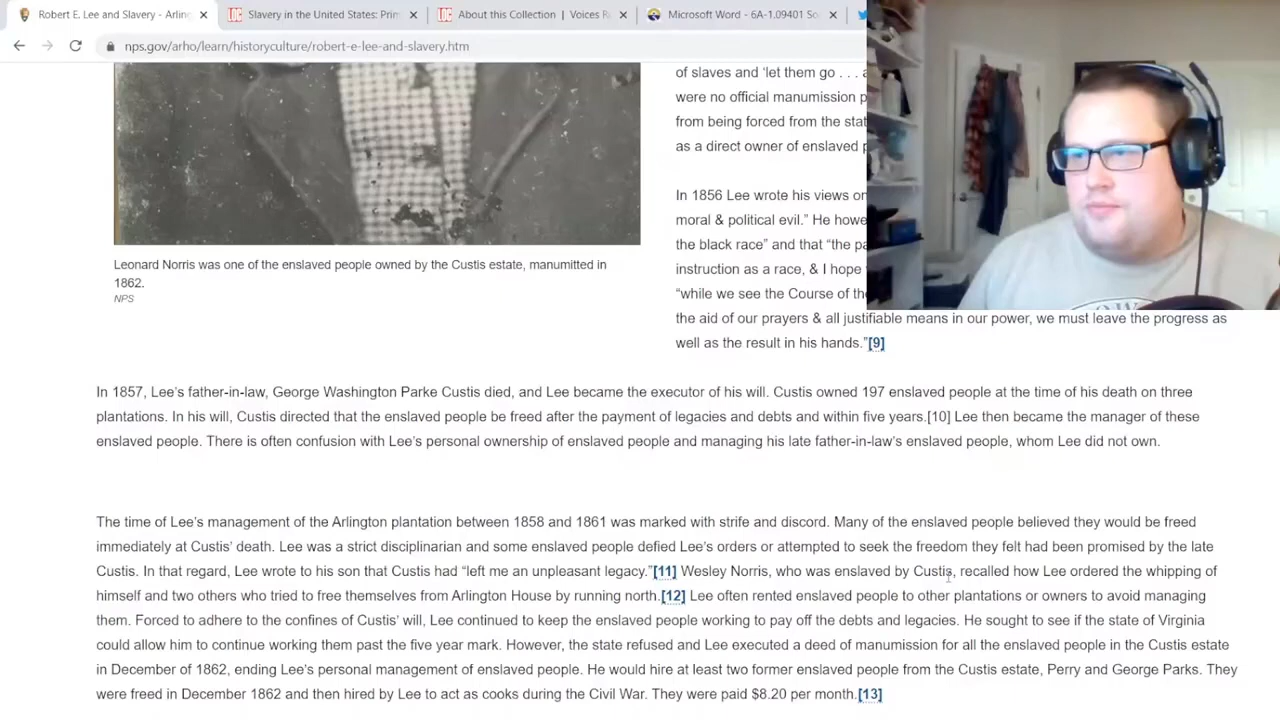 Robert E. Lee and Slavery - Arling
Slavery in the United States: Prim
About this Collection | Voices R
Microsoft Word - 6A-1.09401 So
nps.gov/arho/learn/historyculture/robert-e-lee-and-slavery.htm
Leonard Norris was one of the enslaved people owned by the Custis estate, manumitted in
1862.
NPS
of slaves and 'let them go . . .
were no official manumission p
from being forced from the stat
as a direct owner of enslaved p
In 1856 Lee wrote his views on
moral & political evil.” He howe
the black race” and that “the pa
instruction as a race, & I hope
“while we see the Course of the
the aid of our prayers & all justifiable means in our power, we must leave the progress as
well as the result in his hands.”[9]
In 1857, Lee’s father-in-law, George Washington Parke Custis died, and Lee became the executor of his will. Custis owned 197 enslaved people at the time of his death on three
plantations. In his will, Custis directed that the enslaved people be freed after the payment of legacies and debts and within five years.[10] Lee then became the manager of these
enslaved people. There is often confusion with Lee’s personal ownership of enslaved people and managing his late father-in-law’s enslaved people, whom Lee did not own.
The time of Lee’s management of the Arlington plantation between 1858 and 1861 was marked with strife and discord. Many of the enslaved people believed they would be freed
immediately at Custis’ death. Lee was a strict disciplinarian and some enslaved people defied Lee’s orders or attempted to seek the freedom they felt had been promised by the late
Custis. In that regard, Lee wrote to his son that Custis had “left me an unpleasant legacy.”[11] Wesley Norris, who was enslaved by Custis, recalled how Lee ordered the whipping of
himself and two others who tried to free themselves from Arlington House by running north.[12] Lee often rented enslaved people to other plantations or owners to avoid managing
them. Forced to adhere to the confines of Custis’ will, Lee continued to keep the enslaved people working to pay off the debts and legacies. He sought to see if the state of Virginia
could allow him to continue working them past the five year mark. However, the state refused and Lee executed a deed of manumission for all the enslaved people in the Custis estate
in December of 1862, ending Lee’s personal management of enslaved people. He would hire at least two former enslaved people from the Custis estate, Perry and George Parks. They
were freed in December 1862 and then hired by Lee to act as cooks during the Civil War. They were paid $8.20 per month.[13]